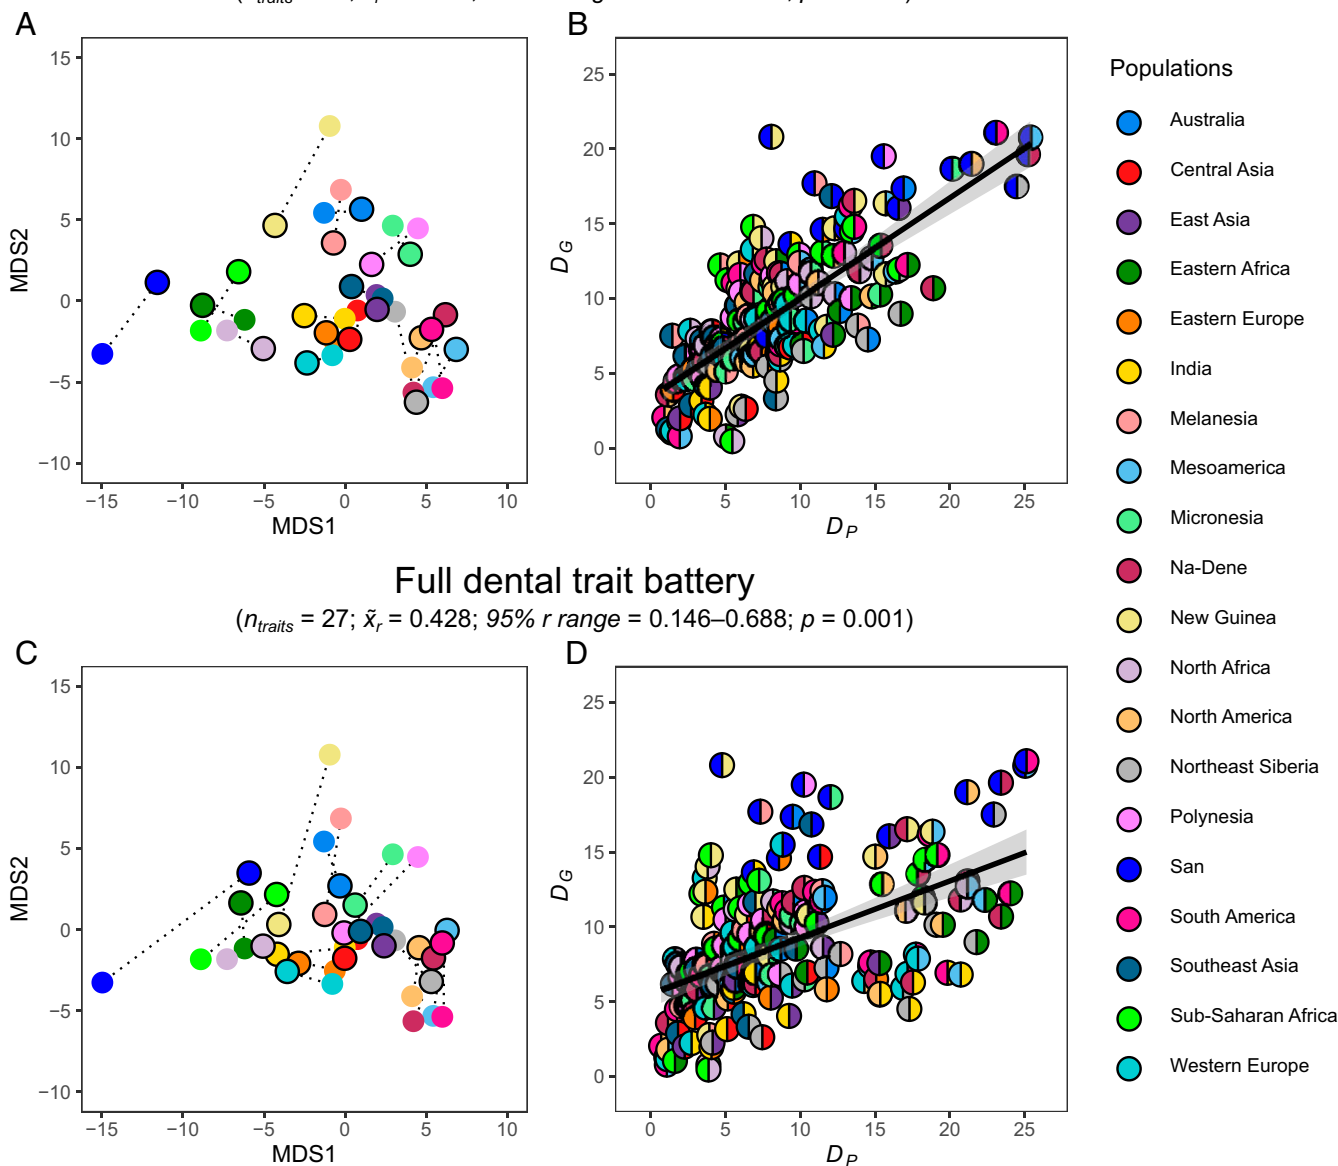 A
B
15
10
5
0
−5
−10
MDS2
−15
−10
−5
0
5
10
MDS1
25
20
15
10
5
0
D_G
0
5
10
15
20
25
D_P
Populations
Australia
Central Asia
East Asia
Eastern Africa
Eastern Europe
India
Melanesia
Mesoamerica
Micronesia
Na-Dene
New Guinea
North Africa
North America
Northeast Siberia
Polynesia
San
South America
Southeast Asia
Sub-Saharan Africa
Western Europe
Full dental trait battery
(n_traits = 27; x̃_r = 0.428; 95% r range = 0.146–0.688; p = 0.001)
C
D
15
10
5
0
−5
−10
MDS2
−15
−10
−5
0
5
10
MDS1
25
20
15
10
5
0
D_G
0
5
10
15
20
25
D_P